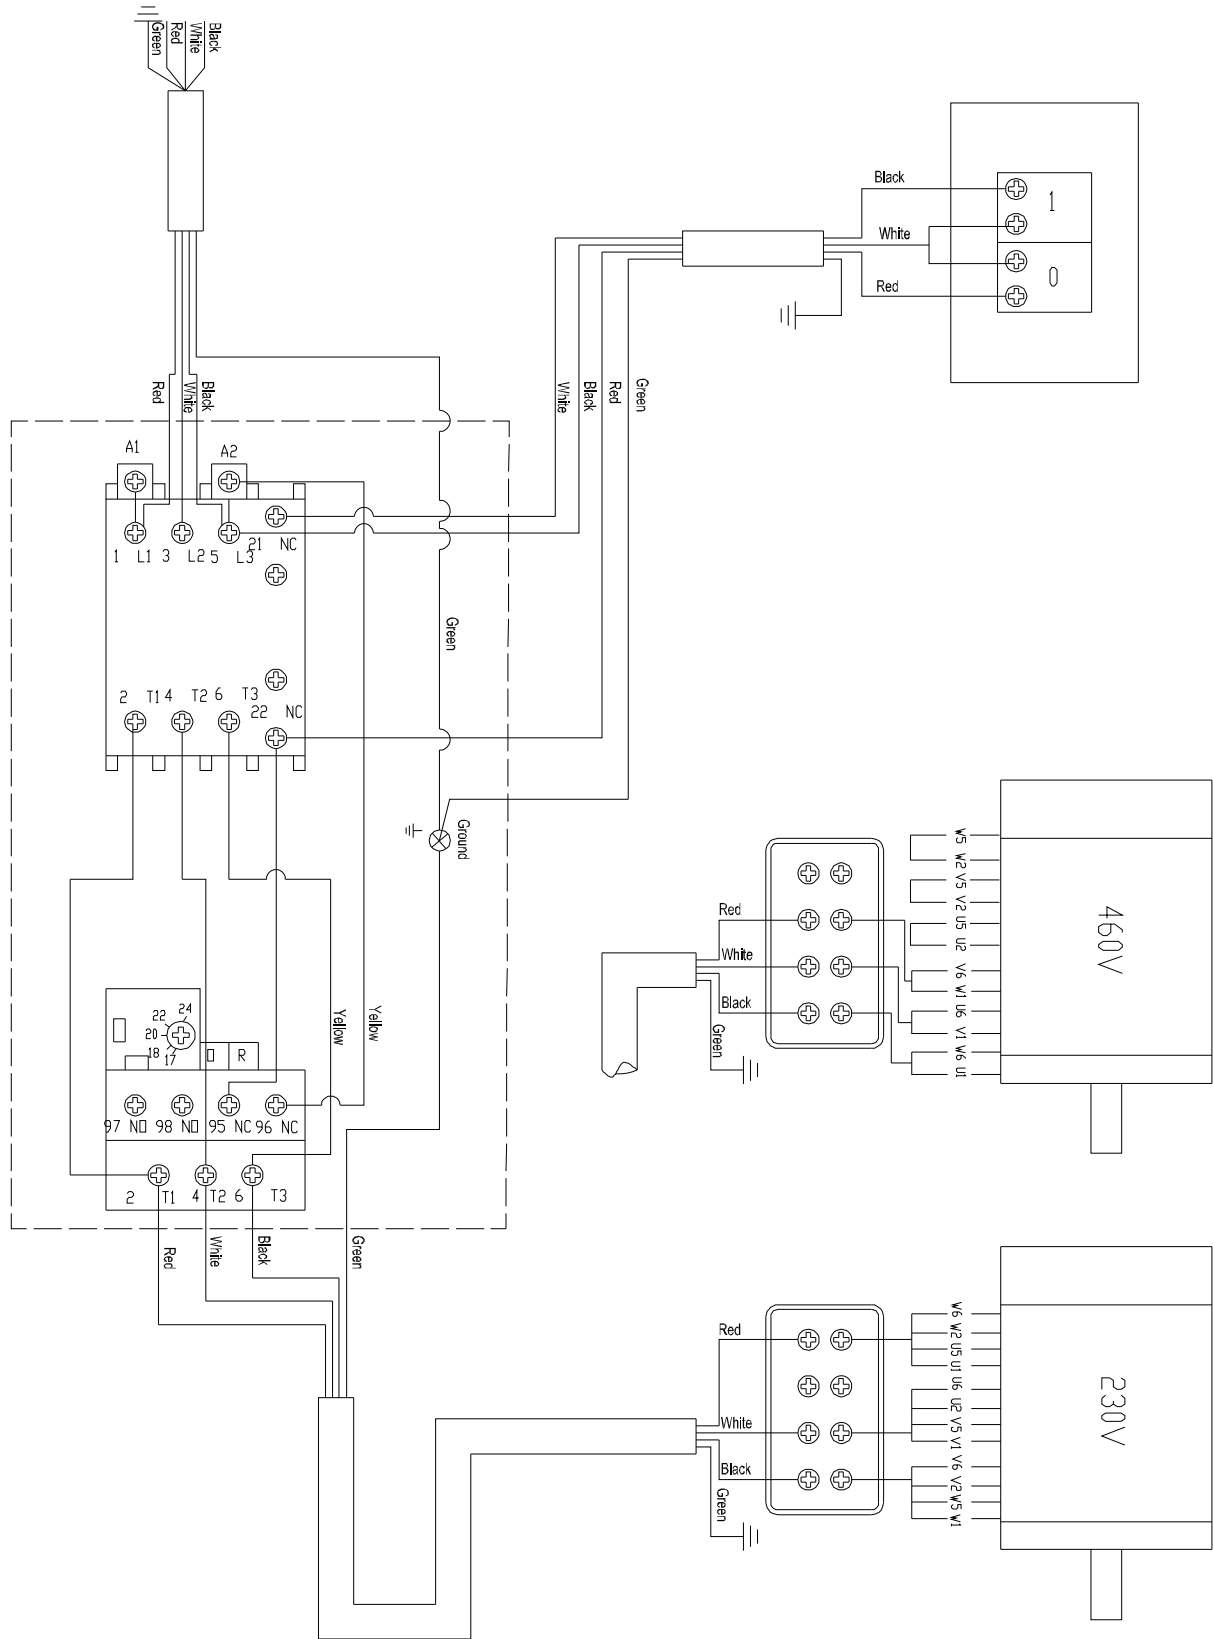 Black
White
Red
Green
Black
1
White
0
Red
Red
White
Black
White
Black
Red
Green
A1
A2
1 L1 3 L2 5 L3 21 NC
Green
2 T1 4 T2 6 T3
22 NC
Ground
460V
W5
W2
V5
V2
U5
U2
V6
W1
U6
V1
W6
U1
Red
White
Black
Green
24
22
20
18
17
R
Yellow
Yellow
97 NO 98 NO 95 NC 96 NC
2 T1 4 T2 6 T3
Red
White
Black
Green
230V
W6
W2
U5
U1
U6
U2
V5
V1
V6
V2
W5
W1
Red
White
Black
Green